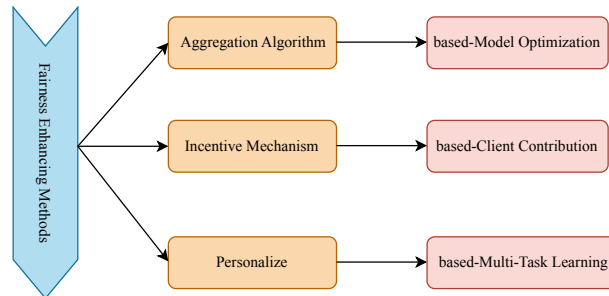 Fairness Enhancing Methods
Aggregation Algorithm
based-Model Optimization
Incentive Mechanism
based-Client Contribution
Personalize
based-Multi-Task Learning